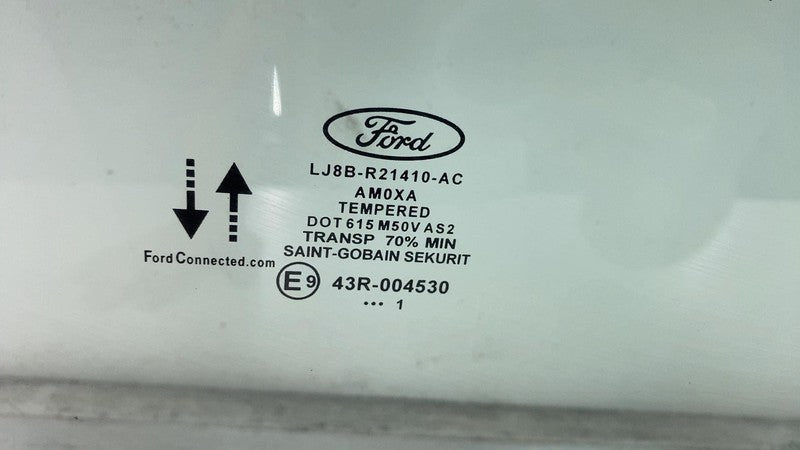 Ford
LJ8B-R21410-AC
AM0XA
TEMPERED
DOT 615 M50V AS2
TRANSP 70% MIN
SAINT-GOBAIN SEKURIT
E9 43R-004530
... 1
FordConnected.com